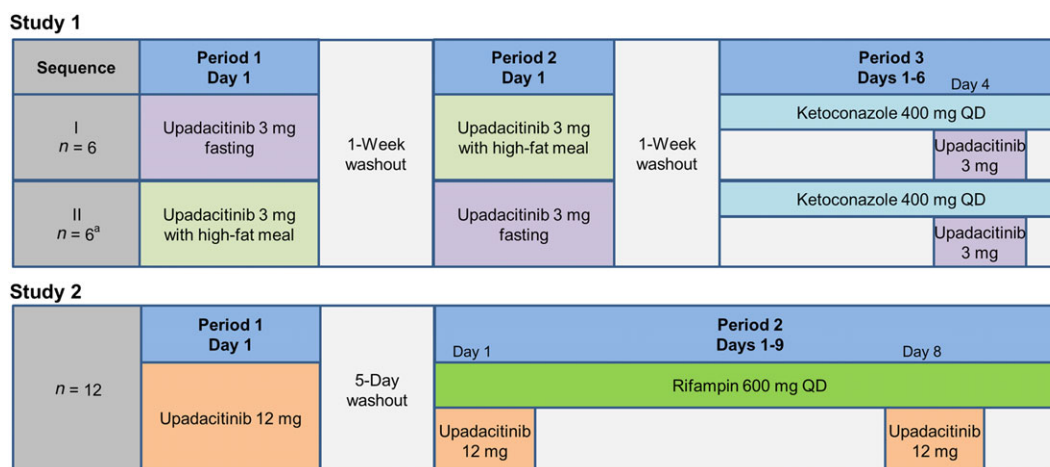 Study 1
Sequence
Period 1
Day 1
1-Week
washout
Period 2
Day 1
1-Week
washout
Period 3
Days 1-6
Day 4
I
n = 6
Upadacitinib 3 mg
fasting
Upadacitinib 3 mg
with high-fat meal
Ketoconazole 400 mg QD
Upadacitinib
3 mg
II
n = 6a
Upadacitinib 3 mg
with high-fat meal
Upadacitinib 3 mg
fasting
Ketoconazole 400 mg QD
Upadacitinib
3 mg
Study 2
n = 12
Period 1
Day 1
Upadacitinib 12 mg
5-Day
washout
Period 2
Days 1-9
Day 1
Day 8
Rifampin 600 mg QD
Upadacitinib
12 mg
Upadacitinib
12 mg